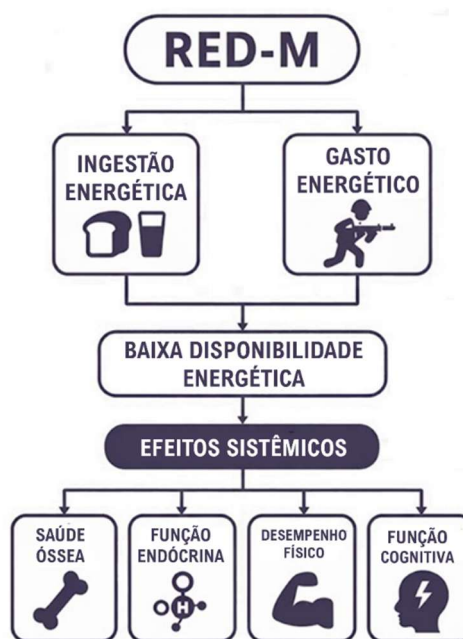 RED-M
INGESTÃO
ENERGÉTICA
GASTO
ENERGÉTICO
BAIXA DISPONIBILIDADE
ENERGÉTICA
EFEITOS SISTÊMICOS
SAÚDE
ÓSSEA
FUNÇÃO
ENDÓCRINA
H
DESEMPENHO
FÍSICO
FUNÇÃO
COGNITIVA